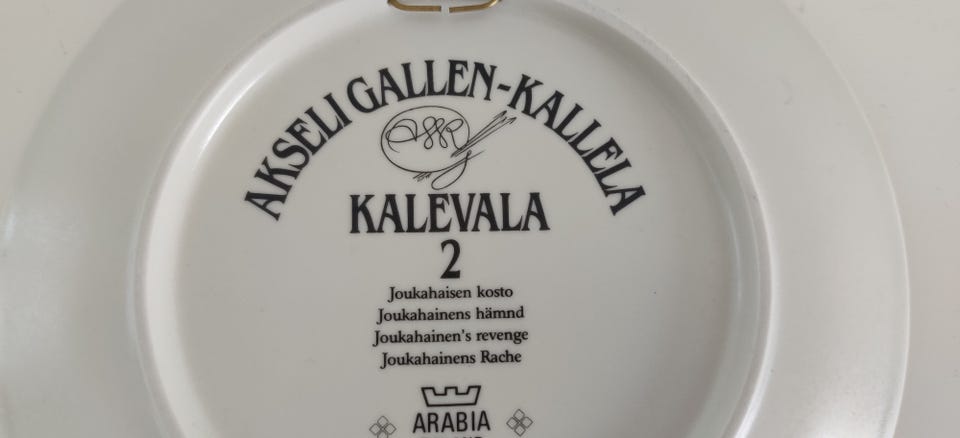 AKSELI GALLEN-KALLELA
KALEVALA
2
Joukahaisen kosto
Joukahainens hämnd
Joukahainen's revenge
Joukahainens Rache
ARABIA